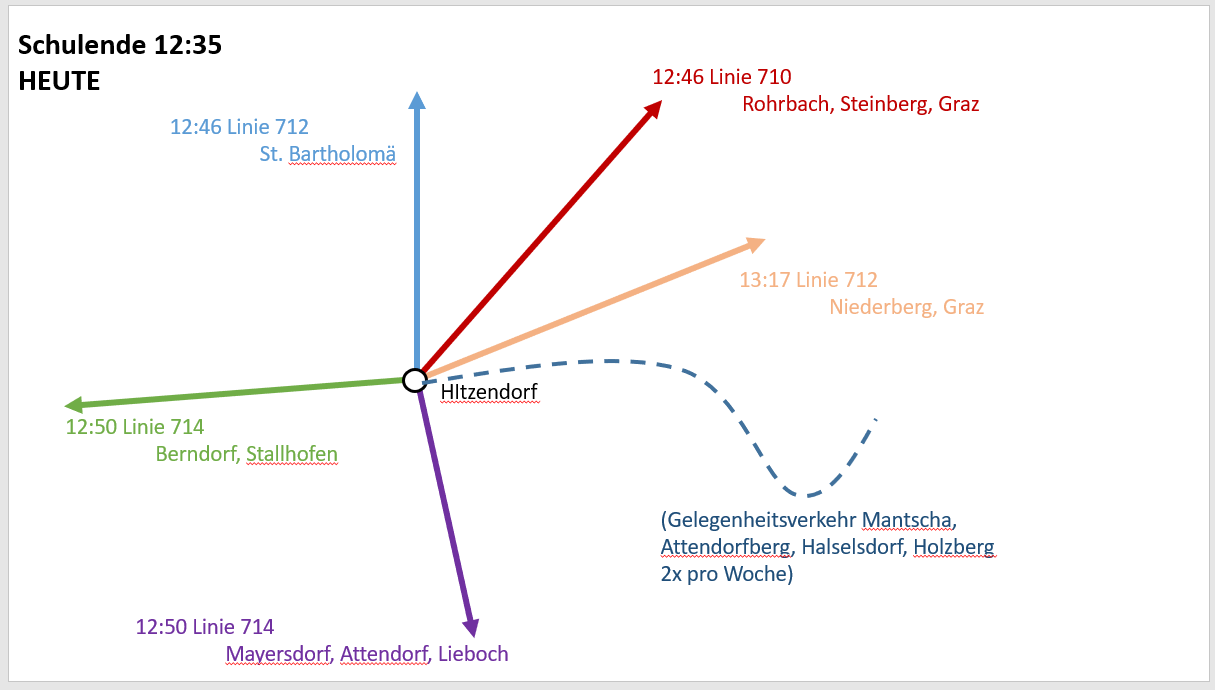 Schulende 12:35
HEUTE
12:46 Linie 710
Rohrbach, Steinberg, Graz
12:46 Linie 712
St. Bartholomä
13:17 Linie 712
Niederberg, Graz
HItzendorf
12:50 Linie 714
Berndorf, Stallhofen
(Gelegenheitsverkehr Mantscha,
Attendorfberg, Halselsdorf, Holzberg
2x pro Woche)
12:50 Linie 714
Mayersdorf, Attendorf, Lieboch